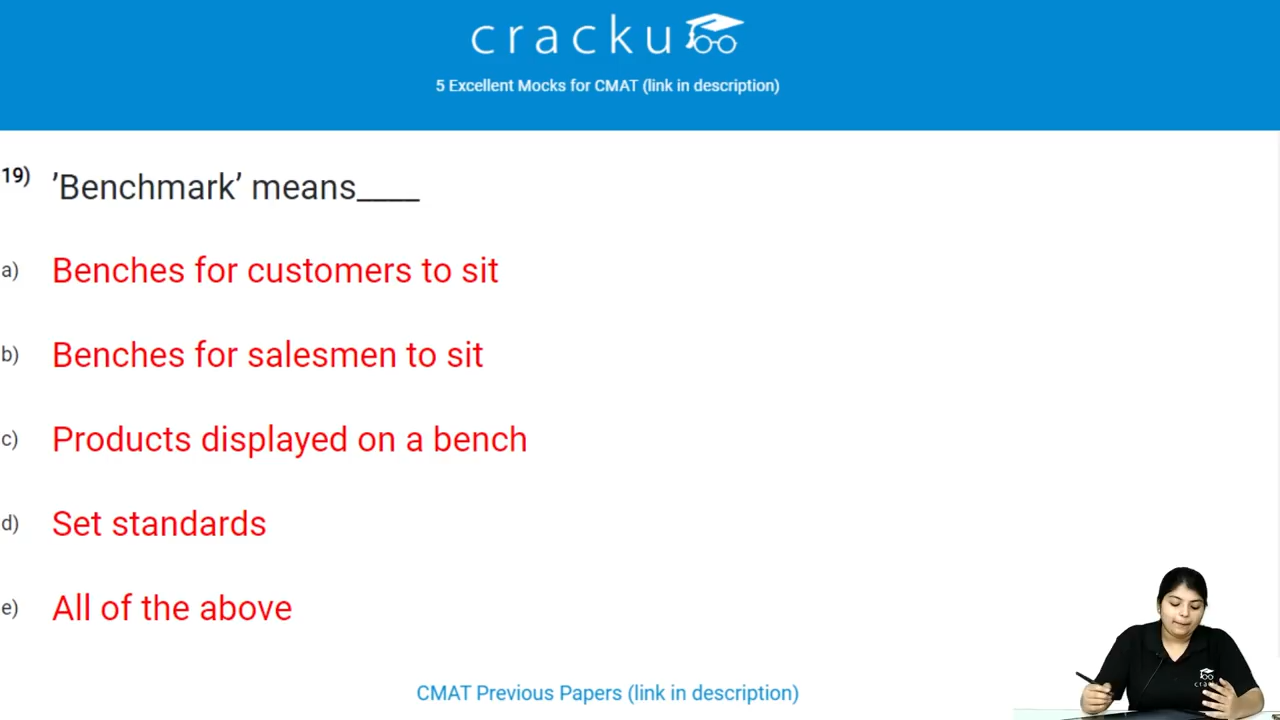 cracku
5 Excellent Mocks for CMAT (link in description)
19) ’Benchmark’ means____
a) Benches for customers to sit
b) Benches for salesmen to sit
c) Products displayed on a bench
d) Set standards
e) All of the above
CMAT Previous Papers (link in description)